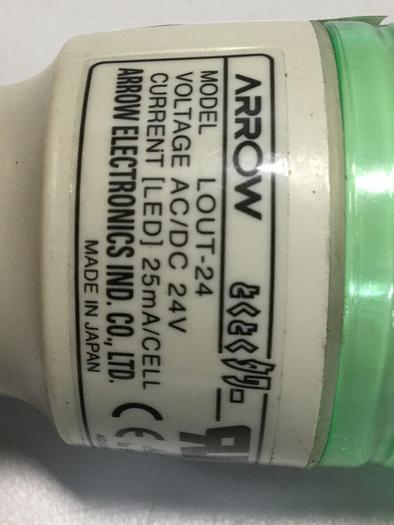 ARROW
MODEL LOUT-24
VOLTAGE AC/DC 24V
CURRENT [LED] 25mA/CELL
ARROW ELECTRONICS IND. CO., LTD.
MADE IN JAPAN
CE